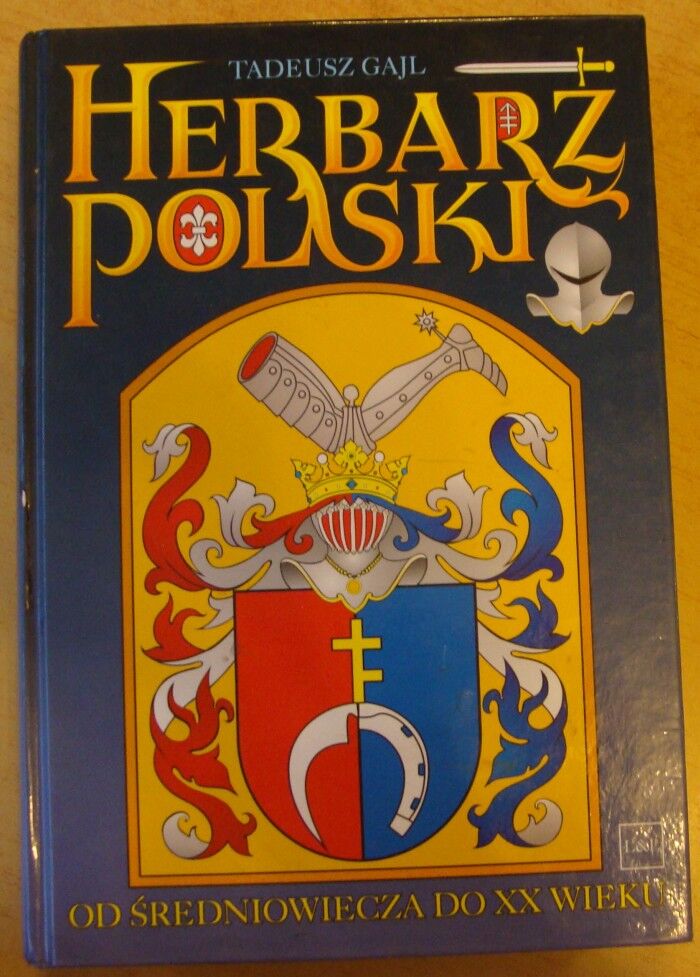 TADEUSZ GAJL
HERBARZ
POLSKI
OD ŚREDNIOWIECZA DO XX WIEKU
L&L